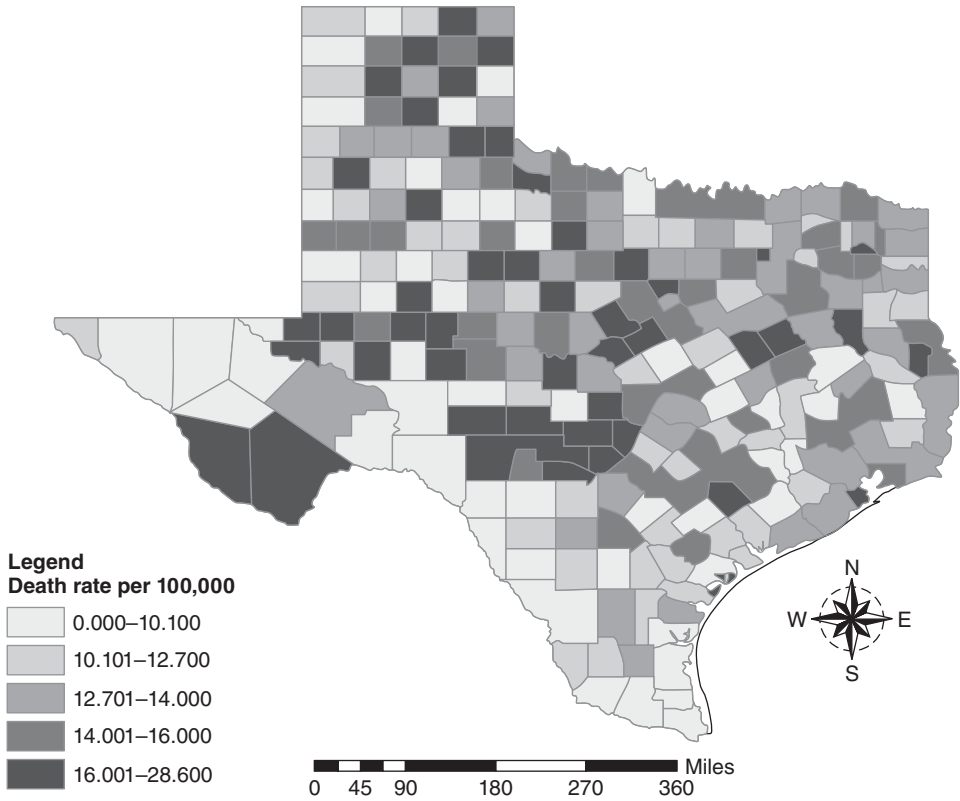 Legend
Death rate per 100,000
0.000–10.100
10.101–12.700
12.701–14.000
14.001–16.000
16.001–28.600
N
W E
S
Miles
0 45 90 180 270 360